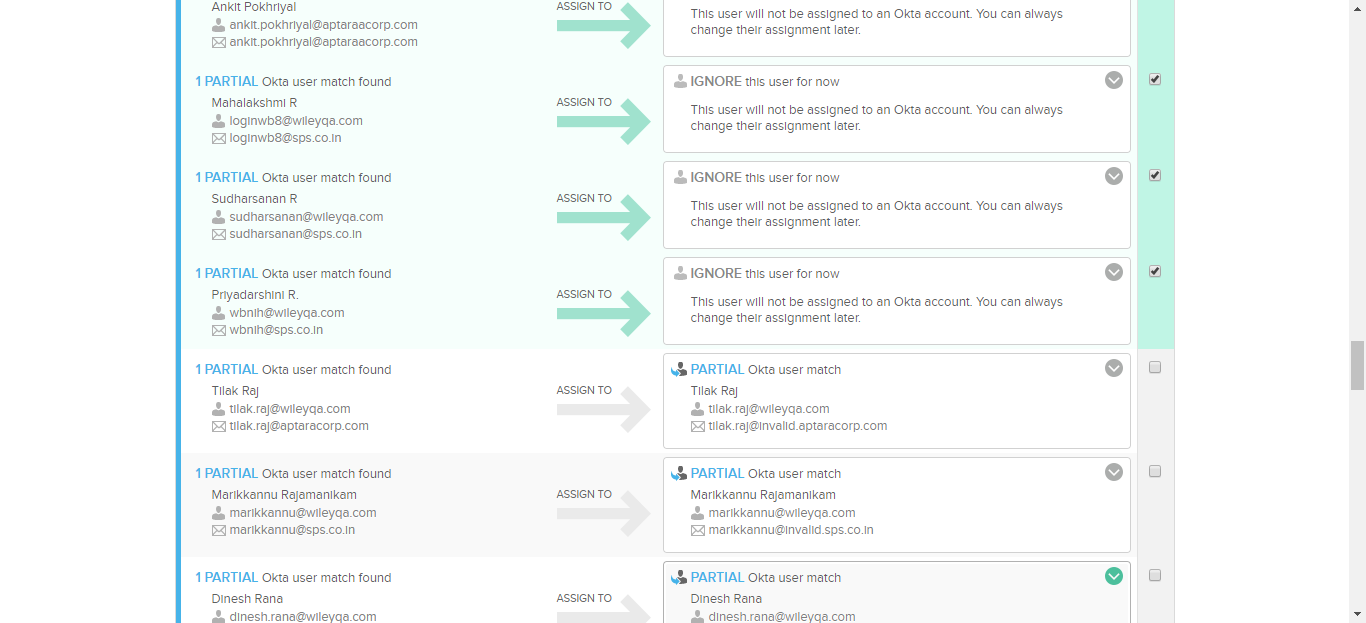 Ankit Pokhriyal
ankit.pokhriyal@aptaraacorp.com
ankit.pokhriyal@aptaraacorp.com
ASSIGN TO
This user will not be assigned to an Okta account. You can always
change their assignment later.
1 PARTIAL Okta user match found
Mahalakshmi R
loginwb8@wileyqa.com
loginwb8@sps.co.in
ASSIGN TO
IGNORE this user for now
This user will not be assigned to an Okta account. You can always
change their assignment later.
1 PARTIAL Okta user match found
Sudharsanan R
sudharsanan@wileyqa.com
sudharsanan@sps.co.in
ASSIGN TO
IGNORE this user for now
This user will not be assigned to an Okta account. You can always
change their assignment later.
1 PARTIAL Okta user match found
Priyadarshini R.
wbnih@wileyqa.com
wbnih@sps.co.in
ASSIGN TO
IGNORE this user for now
This user will not be assigned to an Okta account. You can always
change their assignment later.
1 PARTIAL Okta user match found
Tilak Raj
tilak.raj@wileyqa.com
tilak.raj@aptaracorp.com
ASSIGN TO
PARTIAL Okta user match
Tilak Raj
tilak.raj@wileyqa.com
tilak.raj@invalid.aptaracorp.com
1 PARTIAL Okta user match found
Marikkannu Rajamanikam
marikkannu@wileyqa.com
marikkannu@sps.co.in
ASSIGN TO
PARTIAL Okta user match
Marikkannu Rajamanikam
marikkannu@wileyqa.com
marikkannu@invalid.sps.co.in
1 PARTIAL Okta user match found
Dinesh Rana
dinesh.rana@wileyqa.com
ASSIGN TO
PARTIAL Okta user match
Dinesh Rana
dinesh.rana@wileyqa.com